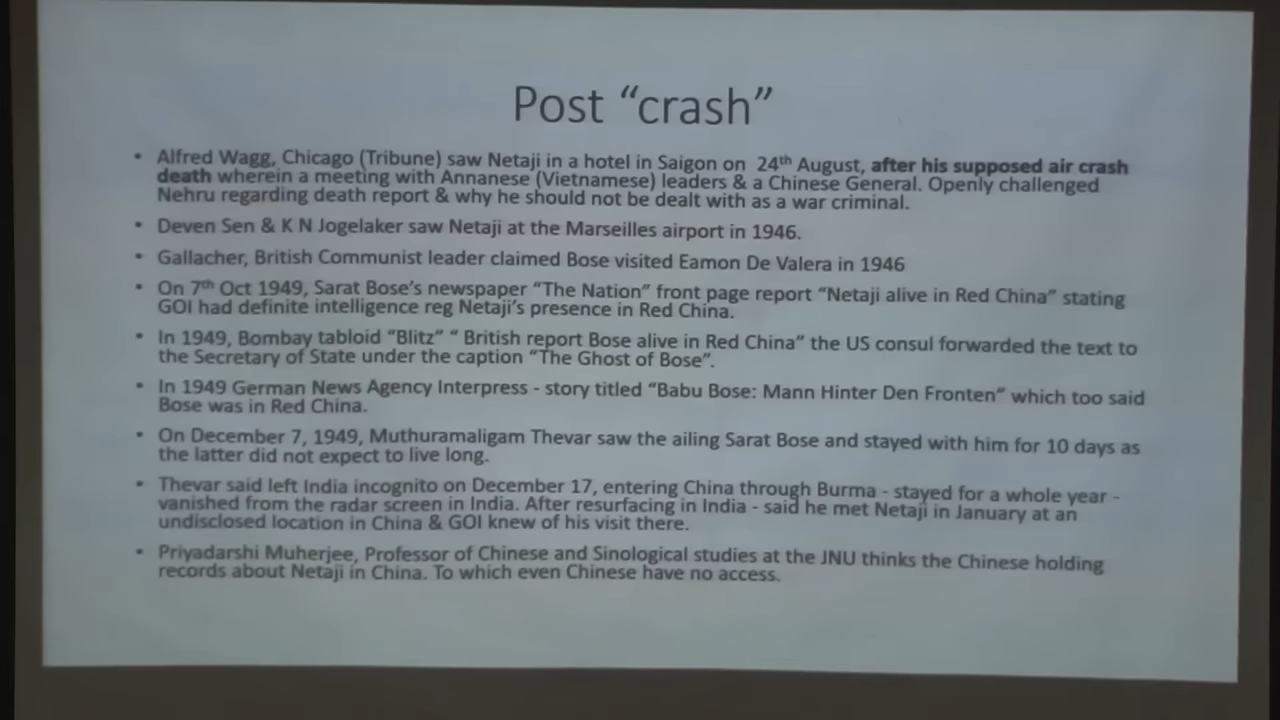 Post “crash”
• Alfred Wagg, Chicago (Tribune) saw Netaji in a hotel in Saigon on 24th August, after his supposed air crash
death wherein a meeting with Annanese (Vietnamese) leaders & a Chinese General. Openly challenged
Nehru regarding death report & why he should not be dealt with as a war criminal.
• Deven Sen & K N Jogelaker saw Netaji at the Marseilles airport in 1946.
• Gallacher, British Communist leader claimed Bose visited Eamon De Valera in 1946
• On 7th Oct 1949, Sarat Bose’s newspaper “The Nation” front page report “Netaji alive in Red China” stating
GOI had definite intelligence reg Netaji’s presence in Red China.
• In 1949, Bombay tabloid “Blitz” “ British report Bose alive in Red China” the US consul forwarded the text to
the Secretary of State under the caption “The Ghost of Bose”.
• In 1949 German News Agency Interpress - story titled “Babu Bose: Mann Hinter Den Fronten” which too said
Bose was in Red China.
• On December 7, 1949, Muthuramaligam Thevar saw the ailing Sarat Bose and stayed with him for 10 days as
the latter did not expect to live long.
• Thevar said left India incognito on December 17, entering China through Burma - stayed for a whole year -
vanished from the radar screen in India. After resurfacing in India - said he met Netaji in January at an
undisclosed location in China & GOI knew of his visit there.
• Priyadarshi Muherjee, Professor of Chinese and Sinological studies at the JNU thinks the Chinese holding
records about Netaji in China. To which even Chinese have no access.